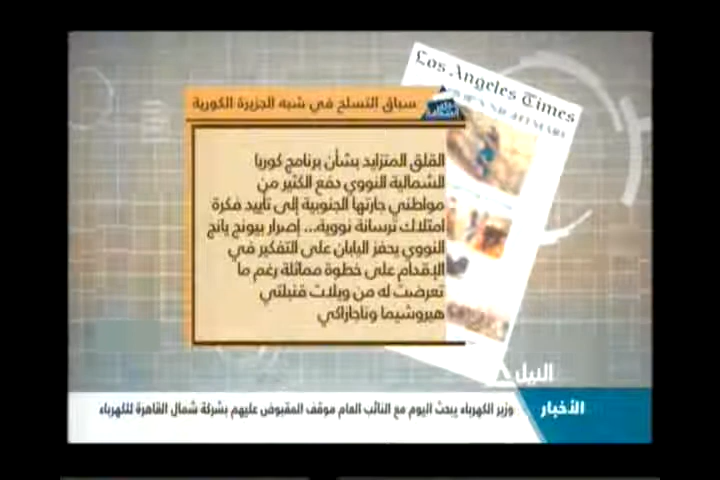 Los Angeles Times
سباق التسلح في شبه الجزيرة الكورية
القلق المتزايد بشأن برنامج كوريا
الشمالية النووي دفع الكثير من
مواطني جارتها الجنوبية إلى تأييد فكرة
امتلاك ترسانة نووية... إصرار بيونج يانج
النووي يحفز اليابان على التفكير في
الإقدام على خطوة مماثلة رغم ما
تعرضت له من ويلات قنبلتي
هيروشيما وناجازاكي
النيل
الأخبار
وزير الكهرباء يبحث اليوم مع النائب العام موقف المقبوض عليهم بشركة شمال القاهرة للكهرباء